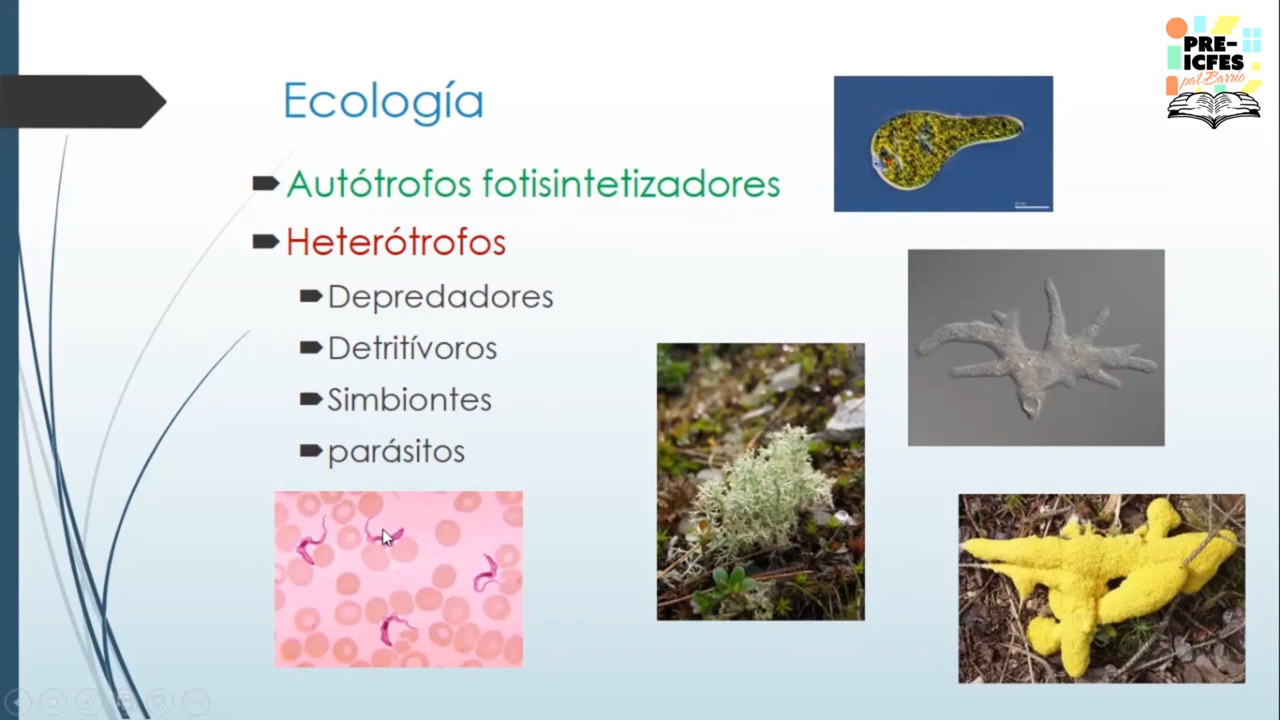 PRE-
ICFES
pa'l Barrio
Ecología
Autótrofos fotisintetizadores
Heterótrofos
Depredadores
Detritívoros
Simbiontes
parásitos